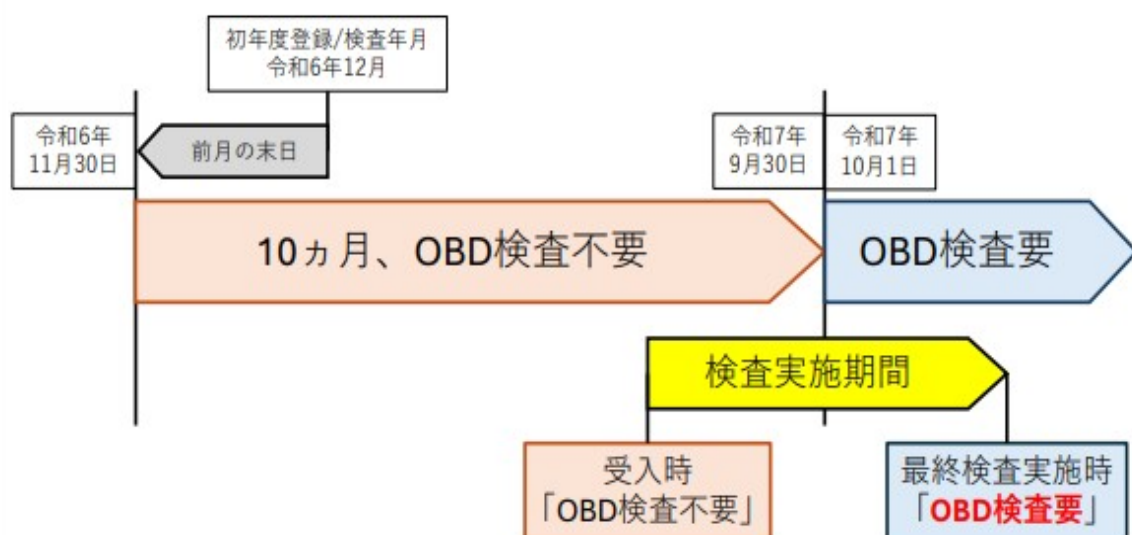 初年度登録/検査年月
令和6年12月
令和6年
11月30日
前月の末日
令和7年
9月30日
令和7年
10月1日
10ヵ月、OBD検査不要
OBD検査要
検査実施期間
受入時
「OBD検査不要」
最終検査実施時
「OBD検査要」